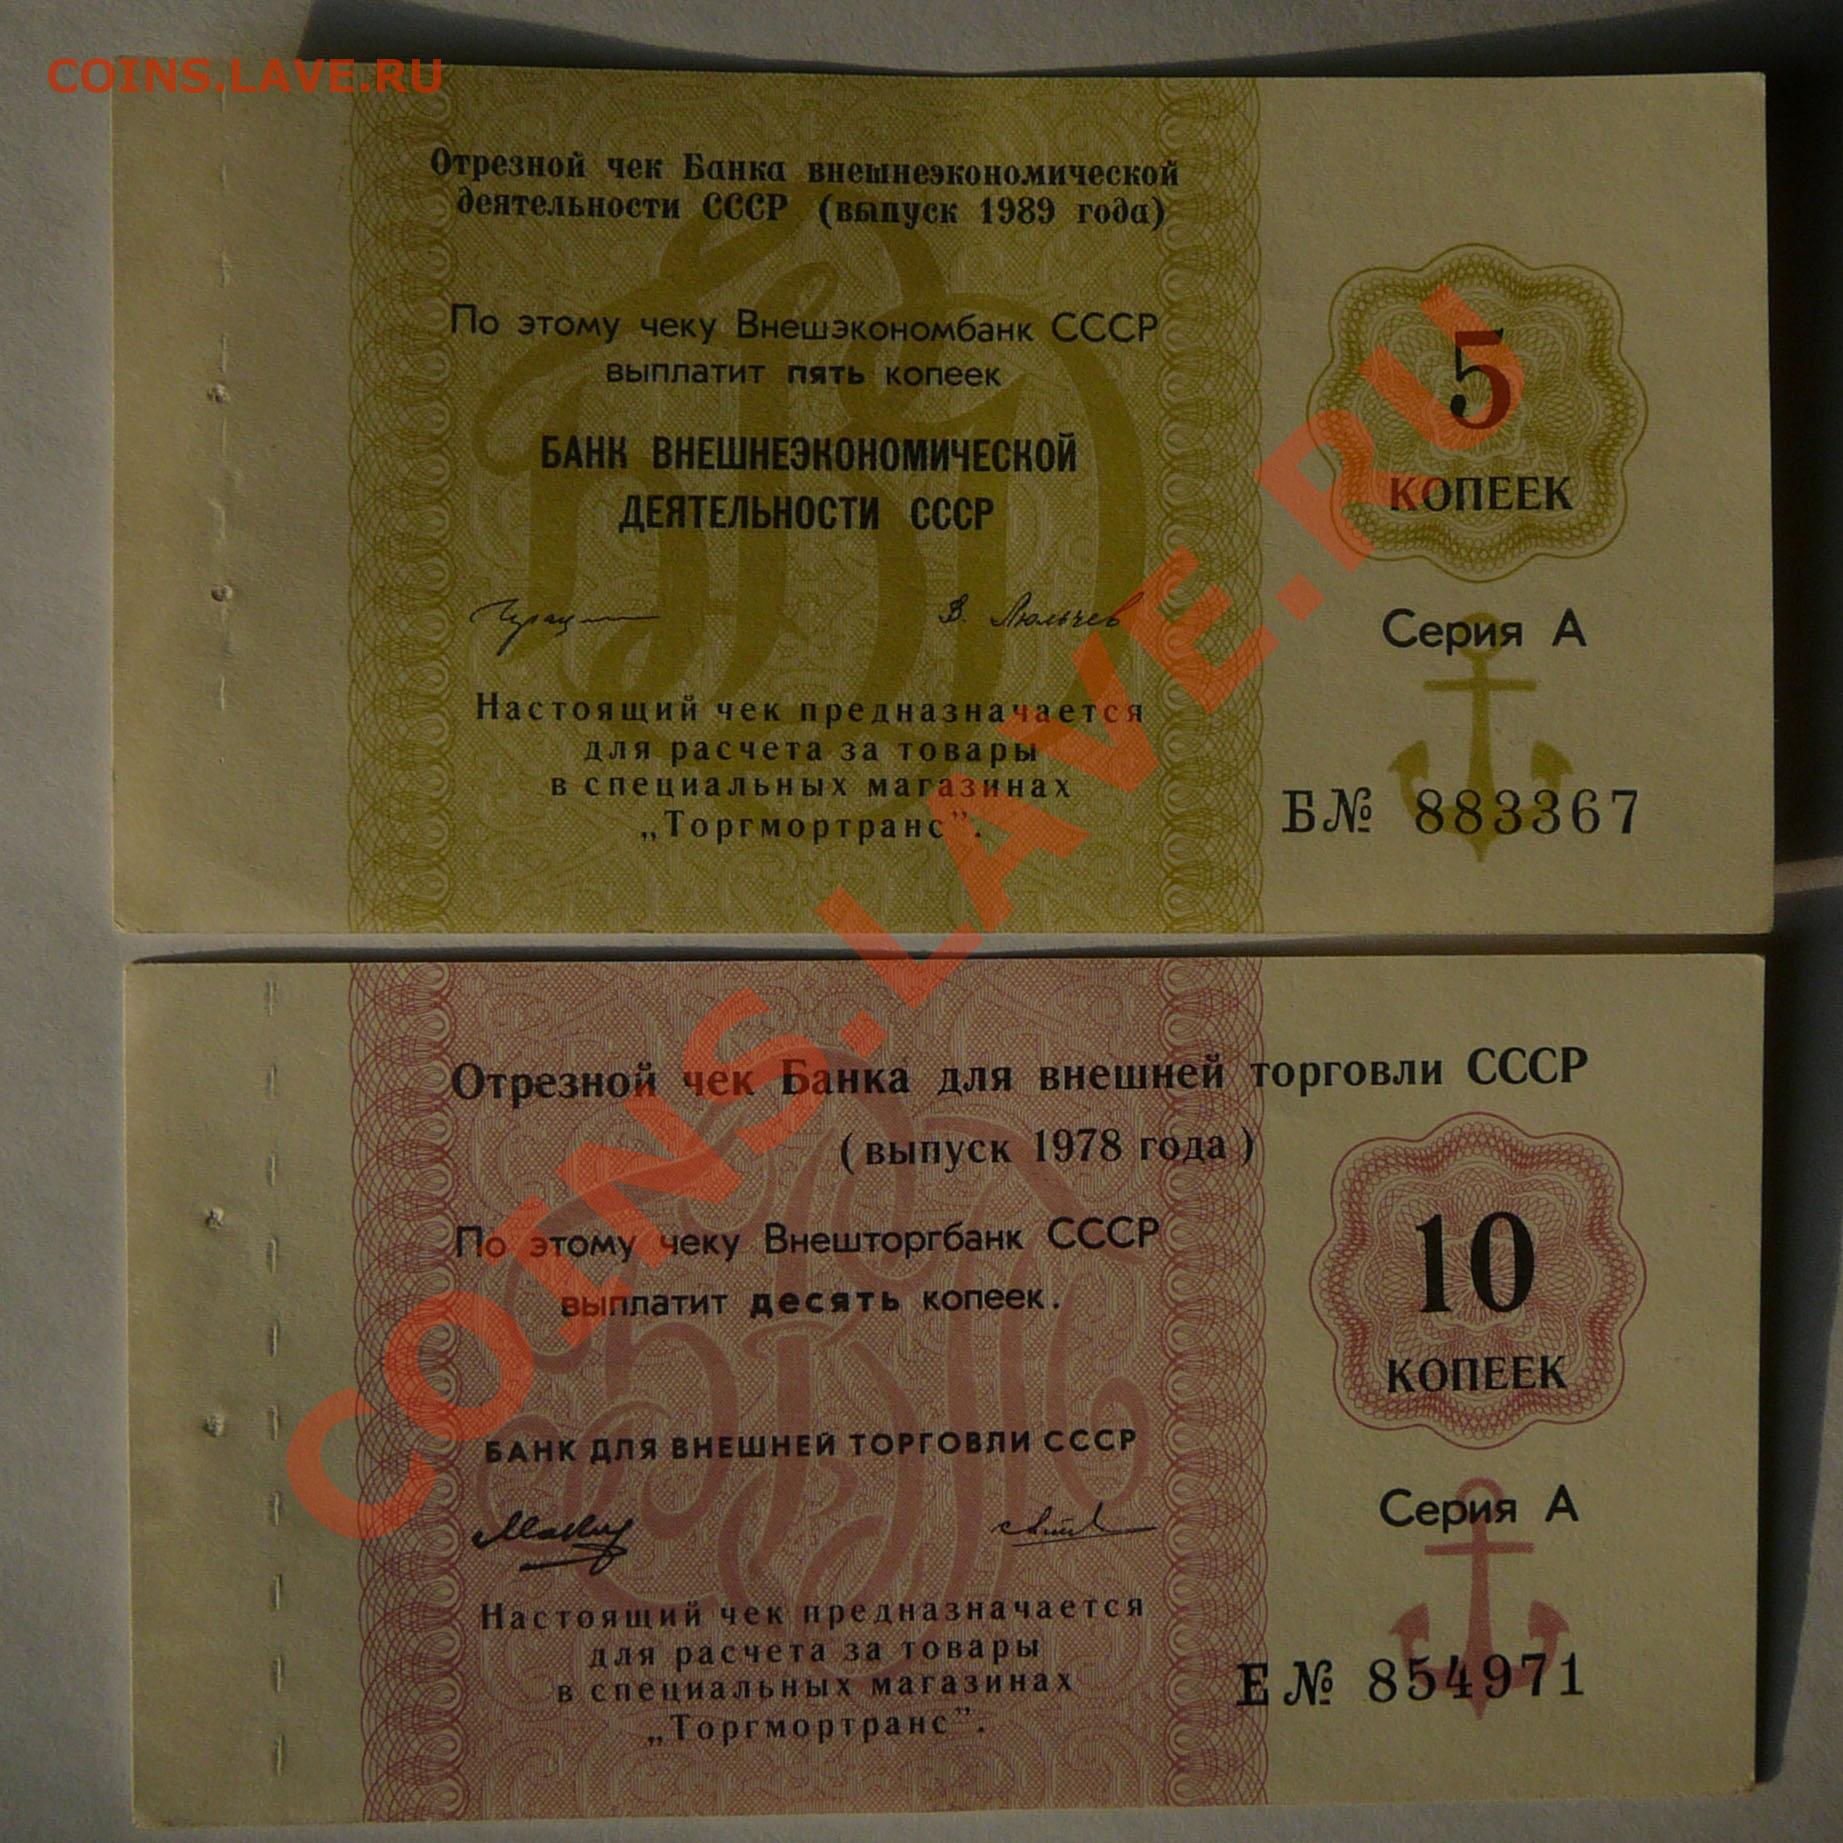 COINS.LAVE.RU
Отрезной чек Банка внешнеэкономической
деятельности СССР (выпуск 1989 года)
По этому чеку Внешэкономбанк СССР
выплатит пять копеек
БАНК ВНЕШНЕЭКОНОМИЧЕСКОЙ
ДЕЯТЕЛЬНОСТИ СССР
5
КОПЕЕК
В. Люльчев
Серия А
Настоящий чек предназначается
для расчета за товары
в специальных магазинах
„Торгмортранс”.
Б№ 883367
COINS.LAVE.RU
Отрезной чек Банка для внешней торговли СССР
(выпуск 1978 года)
По этому чеку Внешторгбанк СССР
выплатит десять копеек.
10
КОПЕЕК
БАНК ДЛЯ ВНЕШНЕЙ ТОРГОВЛИ СССР
Серия А
Настоящий чек предназначается
для расчета за товары
в специальных магазинах
„Торгмортранс”.
Е№ 854971